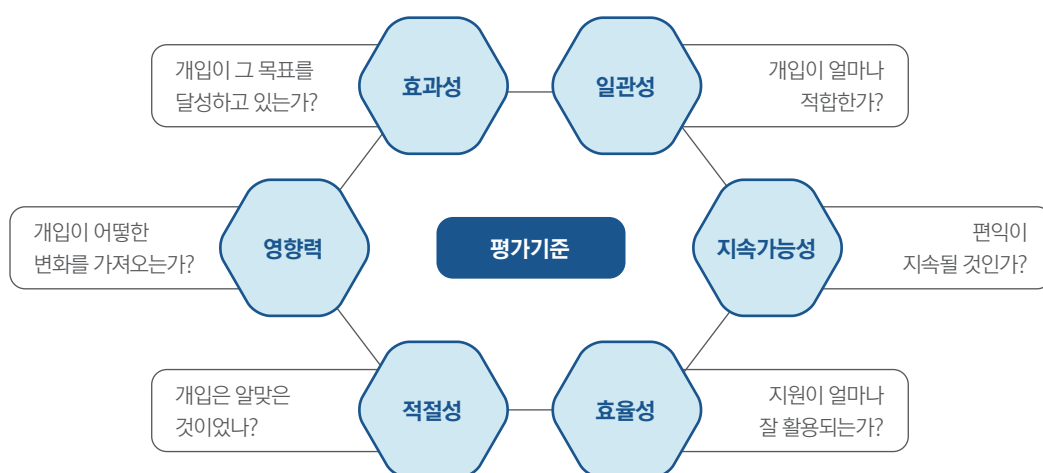 개입이 그 목표를
달성하고 있는가?
효과성
일관성
개입이 얼마나
적합한가?
개입이 어떻한
변화를 가져오는가?
영향력
평가기준
지속가능성
편익이
지속될 것인가?
개입은 알맞은
것이었나?
적절성
효율성
지원이 얼마나
잘 활용되는가?